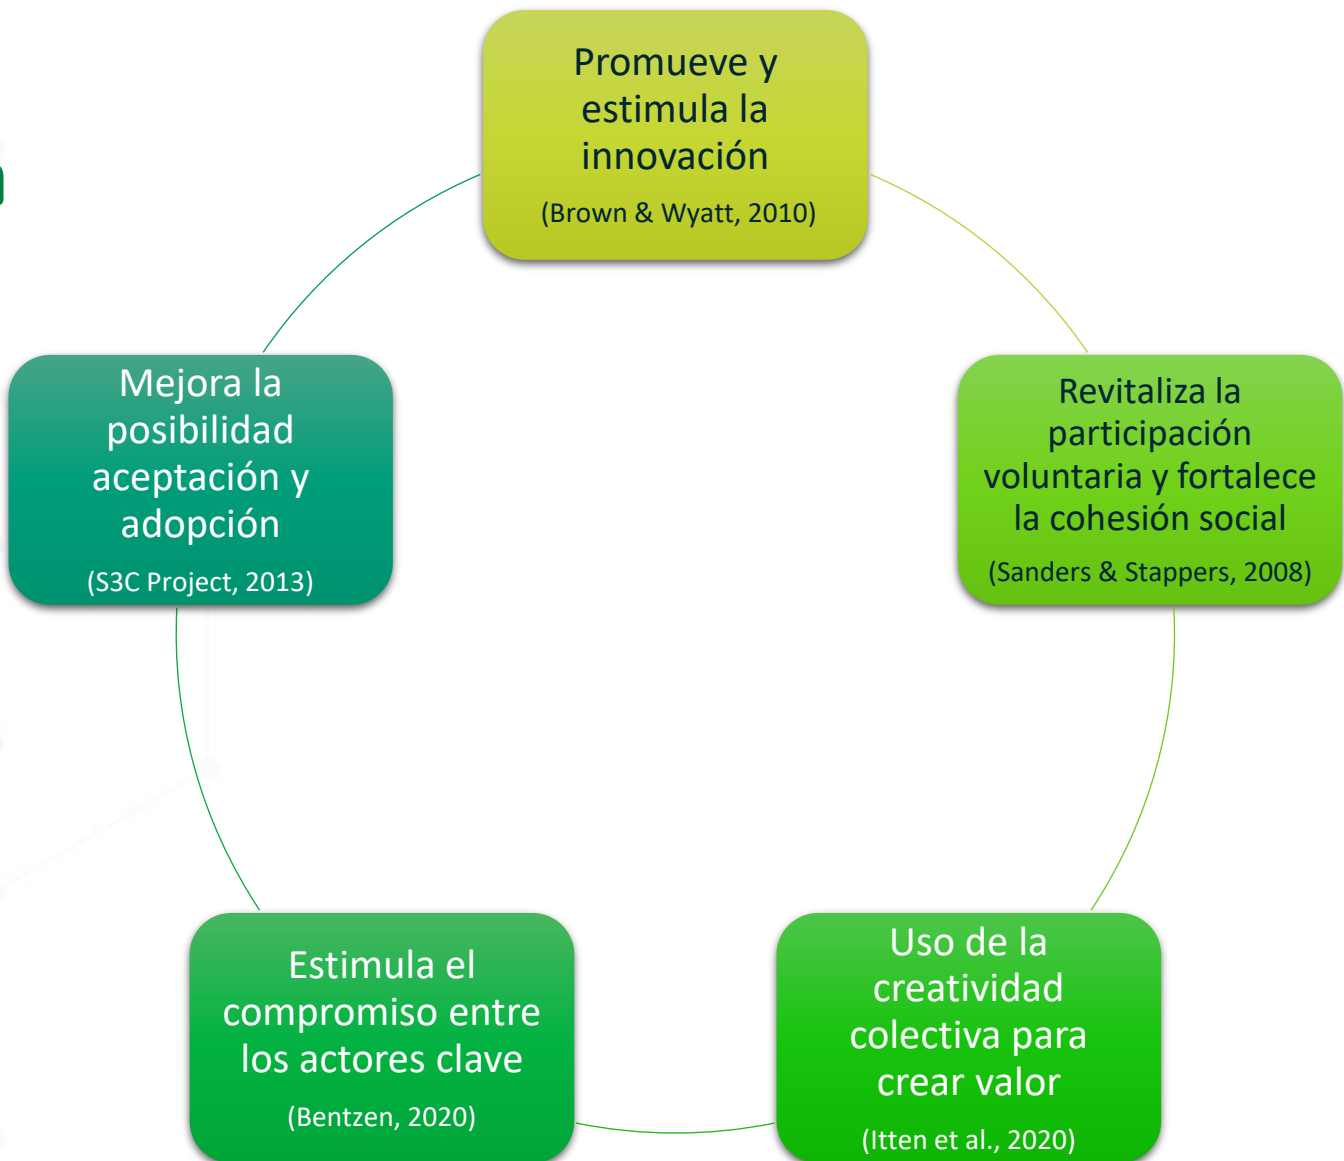 Promueve y
estimula la
innovación
(Brown & Wyatt, 2010)
Revitaliza la
participación
voluntaria y fortalece
la cohesión social
(Sanders & Stappers, 2008)
Uso de la
creatividad
colectiva para
crear valor
(Itten et al., 2020)
Estimula el
compromiso entre
los actores clave
(Bentzen, 2020)
Mejora la
posibilidad
aceptación y
adopción
(S3C Project, 2013)